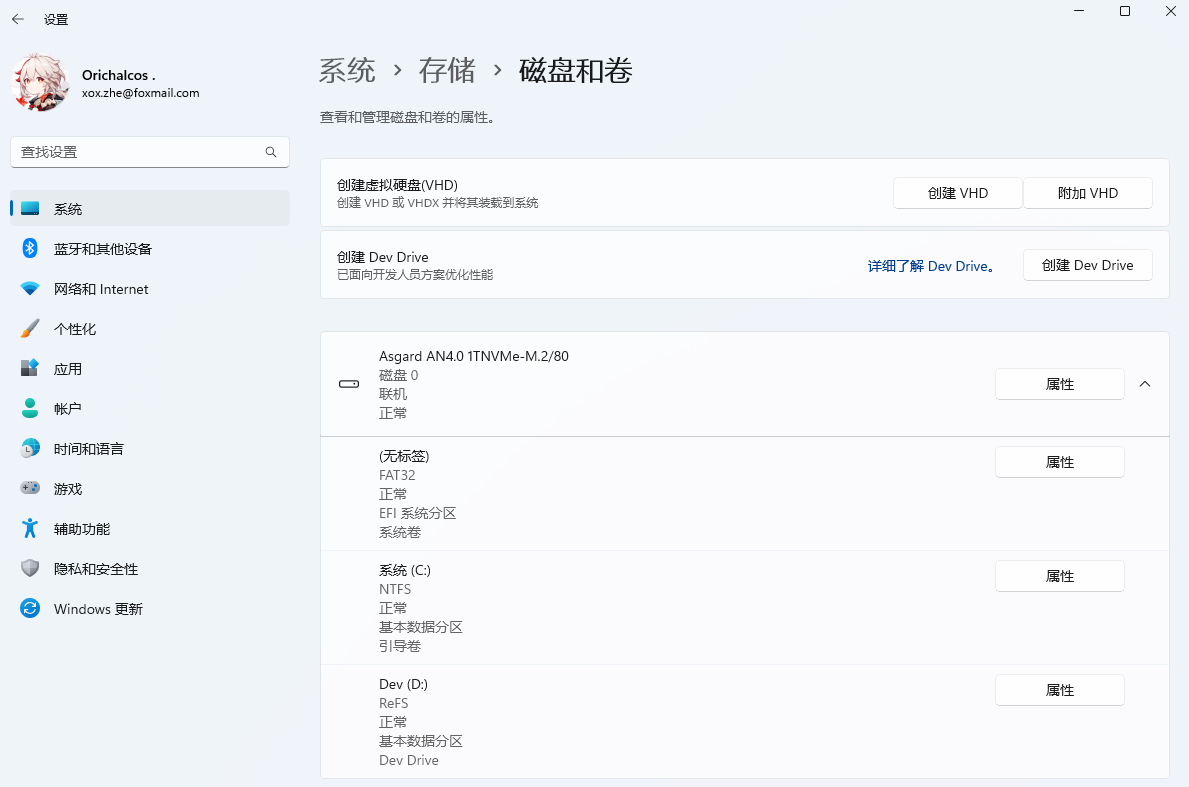 设置
Orichalcos .
xox.zhe@foxmail.com
查找设置
系统
蓝牙和其他设备
网络和 Internet
个性化
应用
帐户
时间和语言
游戏
辅助功能
隐私和安全性
Windows 更新
系统 › 存储 › 磁盘和卷
查看和管理磁盘和卷的属性。
创建虚拟硬盘(VHD)
创建 VHD 或 VHDX 并将其装载到系统
创建 VHD
附加 VHD
创建 Dev Drive
已面向开发人员方案优化性能
详细了解 Dev Drive。
创建 Dev Drive
Asgard AN4.0 1TNVMe-M.2/80
磁盘 0
联机
正常
属性
(无标签)
FAT32
正常
EFI 系统分区
系统卷
属性
系统 (C:)
NTFS
正常
基本数据分区
引导卷
属性
Dev (D:)
ReFS
正常
基本数据分区
Dev Drive
属性